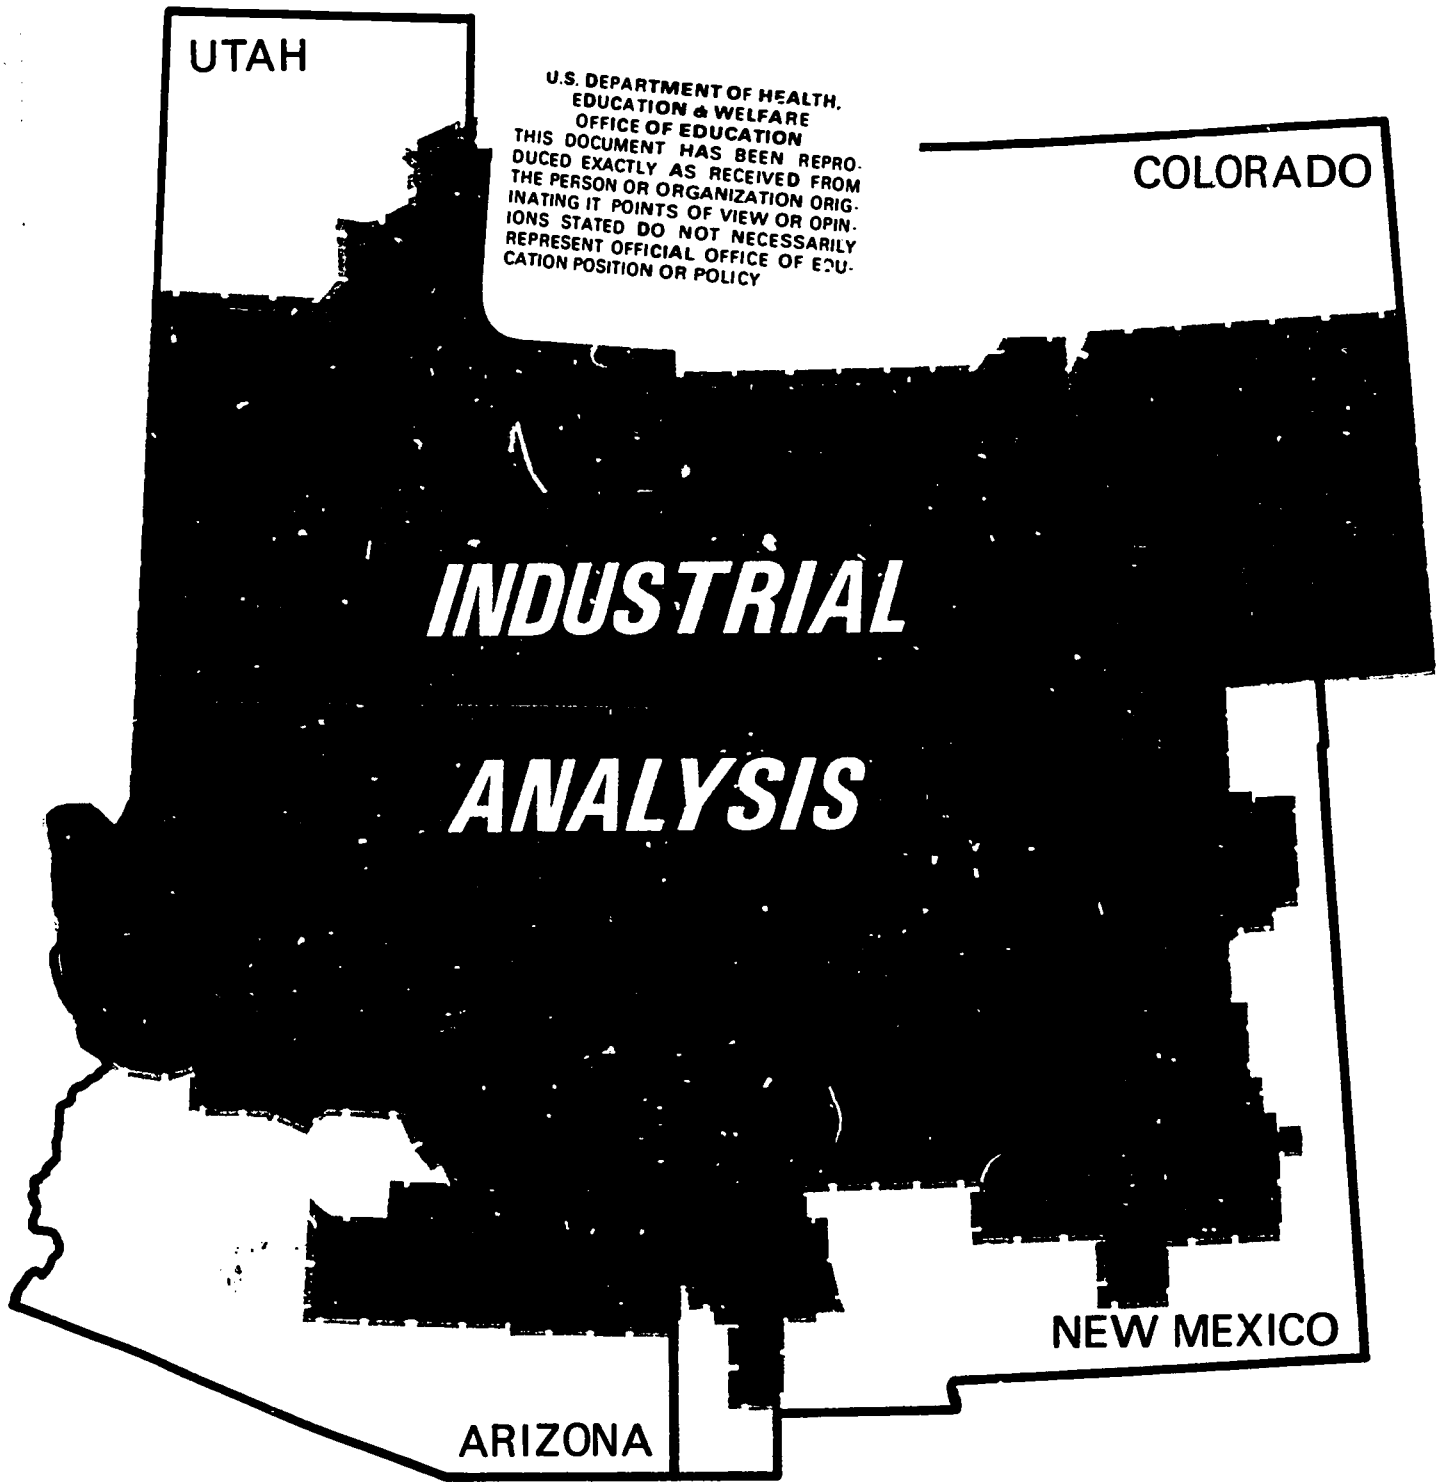 UTAH
U.S. DEPARTMENT OF HEALTH,
EDUCATION & WELFARE
OFFICE OF EDUCATION
THIS DOCUMENT HAS BEEN REPRO-
DUCED EXACTLY AS RECEIVED FROM
THE PERSON OR ORGANIZATION ORIG-
INATING IT POINTS OF VIEW OR OPIN-
IONS STATED DO NOT NECESSARILY
REPRESENT OFFICIAL OFFICE OF EDU-
CATION POSITION OR POLICY
COLORADO
INDUSTRIAL
ANALYSIS
NEW MEXICO
ARIZONA